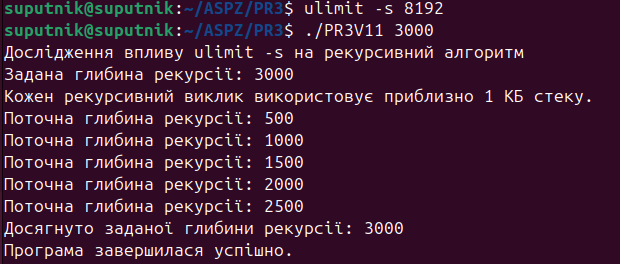 suputnik@suputnik:~/ASPZ/PR3$ ulimit -s 8192
suputnik@suputnik:~/ASPZ/PR3$ ./PR3V11 3000
Дослідження впливу ulimit -s на рекурсивний алгоритм
Задана глибина рекурсії: 3000
Кожен рекурсивний виклик використовує приблизно 1 КБ стеку.
Поточна глибина рекурсії: 500
Поточна глибина рекурсії: 1000
Поточна глибина рекурсії: 1500
Поточна глибина рекурсії: 2000
Поточна глибина рекурсії: 2500
Досягнуто заданої глибини рекурсії: 3000
Програма завершилася успішно.